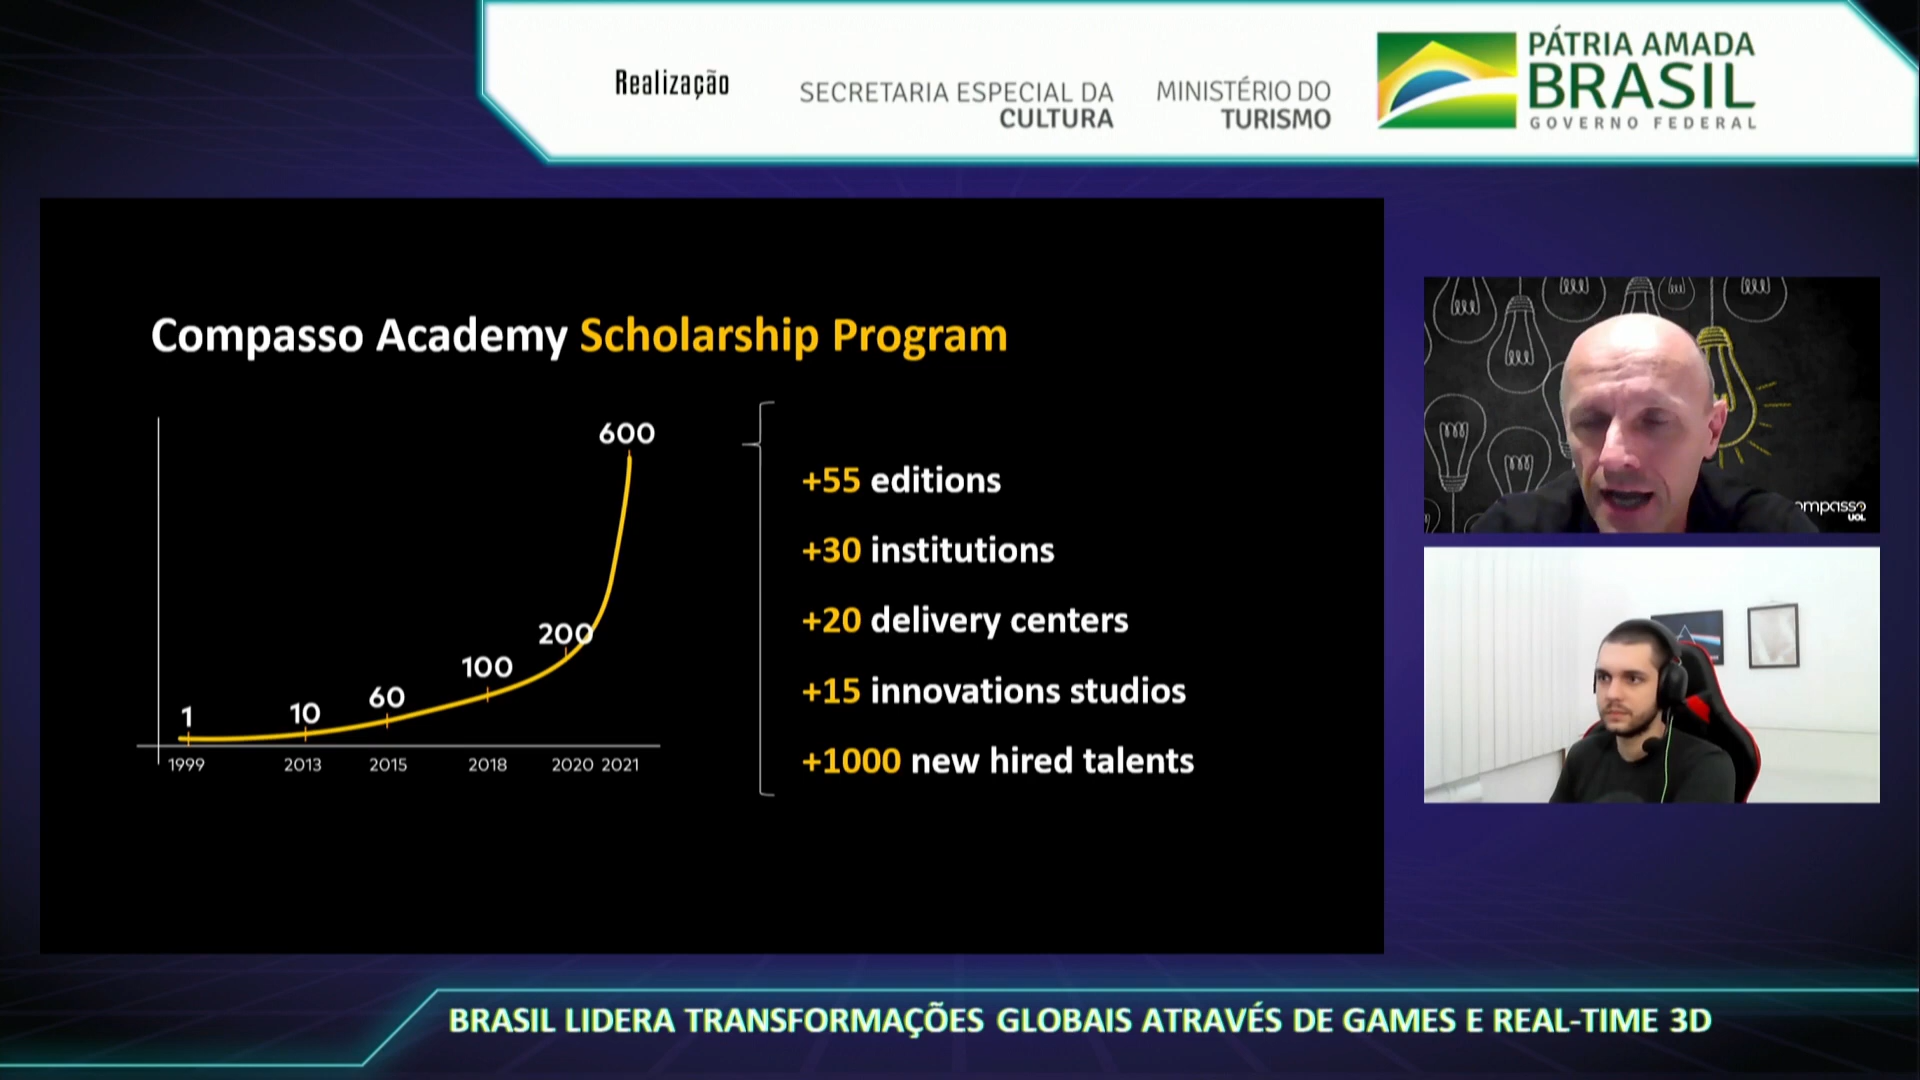 Realização
SECRETARIA ESPECIAL DA
CULTURA
MINISTÉRIO DO
TURISMO
PÁTRIA AMADA
BRASIL
GOVERNO FEDERAL
Compasso Academy Scholarship Program
600
200
100
60
10
1
1999 2013 2015 2018 2020 2021
+55 editions
+30 institutions
+20 delivery centers
+15 innovations studios
+1000 new hired talents
ompasso
UOL
BRASIL LIDERA TRANSFORMAÇÕES GLOBAIS ATRAVÉS DE GAMES E REAL-TIME 3D